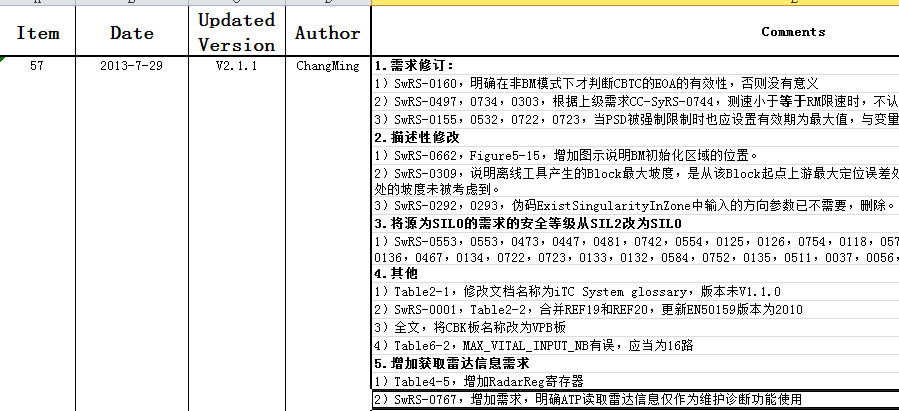 Item
Date
Updated
Version
Author
Comments
57
2013-7-29
V2.1.1
ChangMing
1.需求修订：
1）SwRS-0160，明确在非BM模式下才判断CBTC的EOA的有效性，否则没有意义
2）SwRS-0497，0734，0303，根据上级需求CC-SyRS-0744，测速小于等于RM限速时，不认
3）SwRS-0155，0532，0722，0723，当PSD被强制限制时也应设置有效期为最大值，与变量
2.描述性修改
1）SwRS-0662，Figure5-15，增加图示说明BM初始化区域的位置。
2）SwRS-0309，说明离线工具产生的Block最大坡度，是从该Block起点上游最大定位误差处
处的坡度未被考虑到。
3）SwRS-0292，0293，伪码ExistSingularityInZone中输入的方向参数已不需要，删除。
3.将源为SIL0的需求的安全等级从SIL2改为SIL0
1）SwRS-0553，0553，0473，0447，0481，0742，0554，0125，0126，0754，0118，057
0136，0467，0134，0722，0723，0133，0132，0584，0752，0135，0511，0037，0056，
4.其他
1）Table2-1，修改文档名称为iTC System glossary，版本未V1.1.0
2）SwRS-0001，Table2-2，合并REF19和REF20，更新EN50159版本为2010
3）全文，将CBK板名称改为VPB板
4）Table6-2，MAX_VITAL_INPUT_NB有误，应当为16路
5.增加获取雷达信息需求
1）Table4-5，增加RadarReg寄存器
2）SwRS-0767，增加需求，明确ATP读取雷达信息仅作为维护诊断功能使用